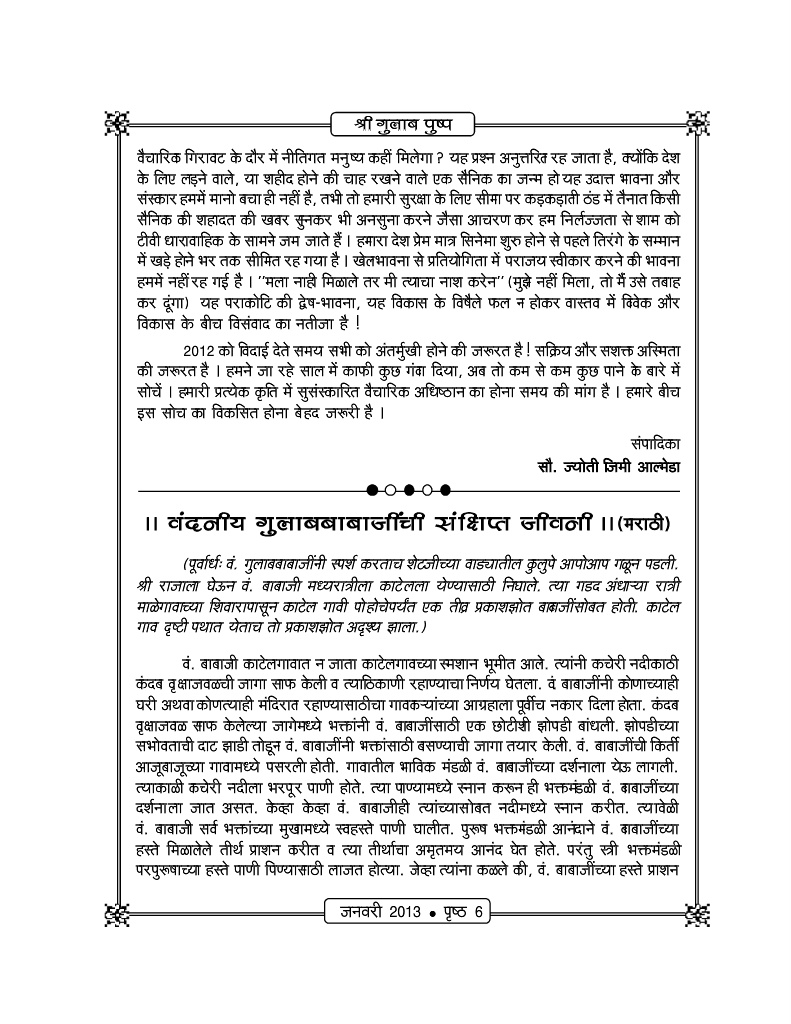 श्री गुलाब पुष्प
वैचारिक गिरावट के दौर में नीतिगत मनुष्य कहीं मिलेगा ? यह प्रश्न अनुत्तरित रह जाता है, क्योंकि देश
के लिए लड़ने वाले, या शहीद होने की चाह रखने वाले एक सैनिक का जन्म हो यह उदात्त भावना और
संस्कार हममें मानो बचा ही नहीं है, तभी तो हमारी सुरक्षा के लिए सीमा पर कड़कड़ाती ठंड में तैनात किसी
सैनिक की शहादत की खबर सुनकर भी अनसुना करने जैसा आचरण कर हम निर्लज्जता से शाम को
टीवी धारावाहिक के सामने जम जाते हैं । हमारा देश प्रेम मात्र सिनेमा शुरु होने से पहले तिरंगे के सम्मान
में खड़े होने भर तक सीमित रह गया है । खेलभावना से प्रतियोगिता में पराजय स्वीकार करने की भावना
हममें नहीं रह गई है । ''मला नाही मिळाले तर मी त्याचा नाश करेन'' (मुझे नहीं मिला, तो मैं उसे तबाह
कर दूंगा) यह पराकोटि की द्वेष-भावना, यह विकास के विषैले फल न होकर वास्तव में विवेक और
विकास के बीच विसंवाद का नतीजा है !
2012 को विदाई देते समय सभी को अंतर्मुखी होने की जरूरत है ! सक्रिय और सशक्त अस्मिता
की जरूरत है । हमने जा रहे साल में काफी कुछ गंवा दिया, अब तो कम से कम कुछ पाने के बारे में
सोचें । हमारी प्रत्येक कृति में सुसंस्कारित वैचारिक अधिष्ठान का होना समय की मांग है । हमारे बीच
इस सोच का विकसित होना बेहद जरूरी है ।
संपादिका
सौ. ज्योती जिमी आल्मेडा
।। वंदनीय गुलाबबाबाजींची संक्षिप्त जीवनी ।।(मराठी)
(पूर्वार्धः वं. गुलाबबाबाजींनी स्पर्श करताच शेटजीच्या वाड्यातील कुलुपे आपोआप गळून पडली.
श्री राजाला घेऊन वं. बाबाजी मध्यरात्रीला काटेलला येण्यासाठी निघाले. त्या गडद अंधाऱ्या रात्री
माळेगावाच्या शिवारापासून काटेल गावी पोहोचेपर्यंत एक तीव्र प्रकाशझोत बाबाजींसोबत होती. काटेल
गाव दृष्टी पथात येताच तो प्रकाशझोत अदृश्य झाला.)
वं. बाबाजी काटेलगावात न जाता काटेलगावच्या स्मशान भूमीत आले. त्यांनी कचेरी नदीकाठी
कंदब वृक्षाजवळची जागा साफ केली व त्याठिकाणी रहाण्याचा निर्णय घेतला. वं. बाबाजींनी कोणाच्याही
घरी अथवा कोणत्याही मंदिरात रहाण्यासाठीचा गावकऱ्यांच्या आग्रहाला पूर्वीच नकार दिला होता. कंदब
वृक्षाजवळ साफ केलेल्या जागेमध्ये भक्तांनी वं. बाबाजींसाठी एक छोटीशी झोपडी बांधली. झोपडीच्या
सभोवताची दाट झाडी तोडून वं. बाबाजींनी भक्तांसाठी बसण्याची जागा तयार केली. वं. बाबाजींची किर्ती
आजूबाजूच्या गावामध्ये पसरली होती. गावातील भाविक मंडळी वं. बाबाजींच्या दर्शनाला येऊ लागली.
त्याकाळी कचेरी नदीला भरपूर पाणी होते. त्या पाण्यामध्ये स्नान करून ही भक्तमंडळी वं. बाबाजींच्या
दर्शनाला जात असत. केव्हा केव्हा वं. बाबाजीही त्यांच्यासोबत नदीमध्ये स्नान करीत. त्यावेळी
वं. बाबाजी सर्व भक्तांच्या मुखामध्ये स्वहस्ते पाणी घालीत. पुरूष भक्तमंडळी आनंदाने वं. बाबाजींच्या
हस्ते मिळालेले तीर्थ प्राशन करीत व त्या तीर्थाचा अमृतमय आनंद घेत होते. परंतु स्त्री भक्तमंडळी
परपुरूषाच्या हस्ते पाणी पिण्यासाठी लाजत होत्या. जेव्हा त्यांना कळले की, वं. बाबाजींच्या हस्ते प्राशन
जनवरी 2013 ● पृष्ठ 6